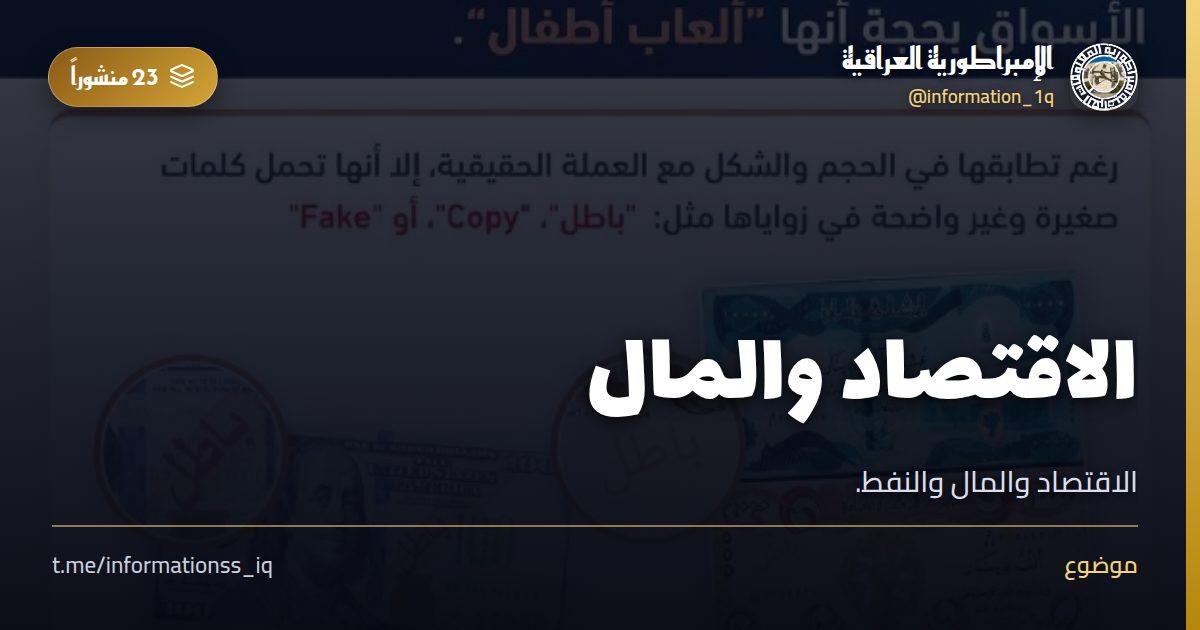 الأسواق بحجة أنها "ألعاب أطفال".
الإمبراطورية العراقية
@information_1q
23 منشوراً
رغم تطابقها في الحجم والشكل مع العملة الحقيقية، إلا أنها تحمل كلمات
صغيرة وغير واضحة في زواياها مثل: "باطل"، "Copy"، أو "Fake"
الاقتصاد والمال
باطل
باطل
الاقتصاد والمال والنفط.
موضوع
t.me/informationss_iq